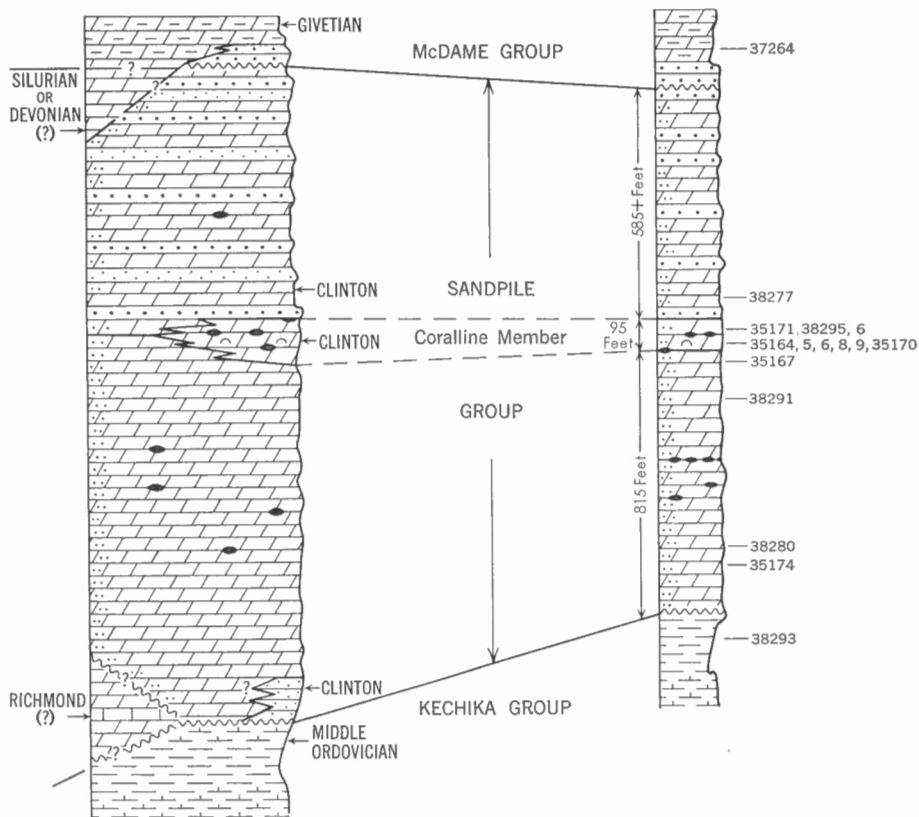 GIVETIAN
McDAME GROUP
37264
?
SILURIAN
OR
DEVONIAN
(?)
?
585+ Feet
CLINTON
SANDPILE
38277
CLINTON
Coralline Member
95
Feet
35171, 38295, 6
35164, 5, 6, 8, 9, 35170
35167
GROUP
38291
815 Feet
38280
35174
38293
?
?
CLINTON
RICHMOND
(?)
KECHIKA GROUP
MIDDLE
ORDOVICIAN
?